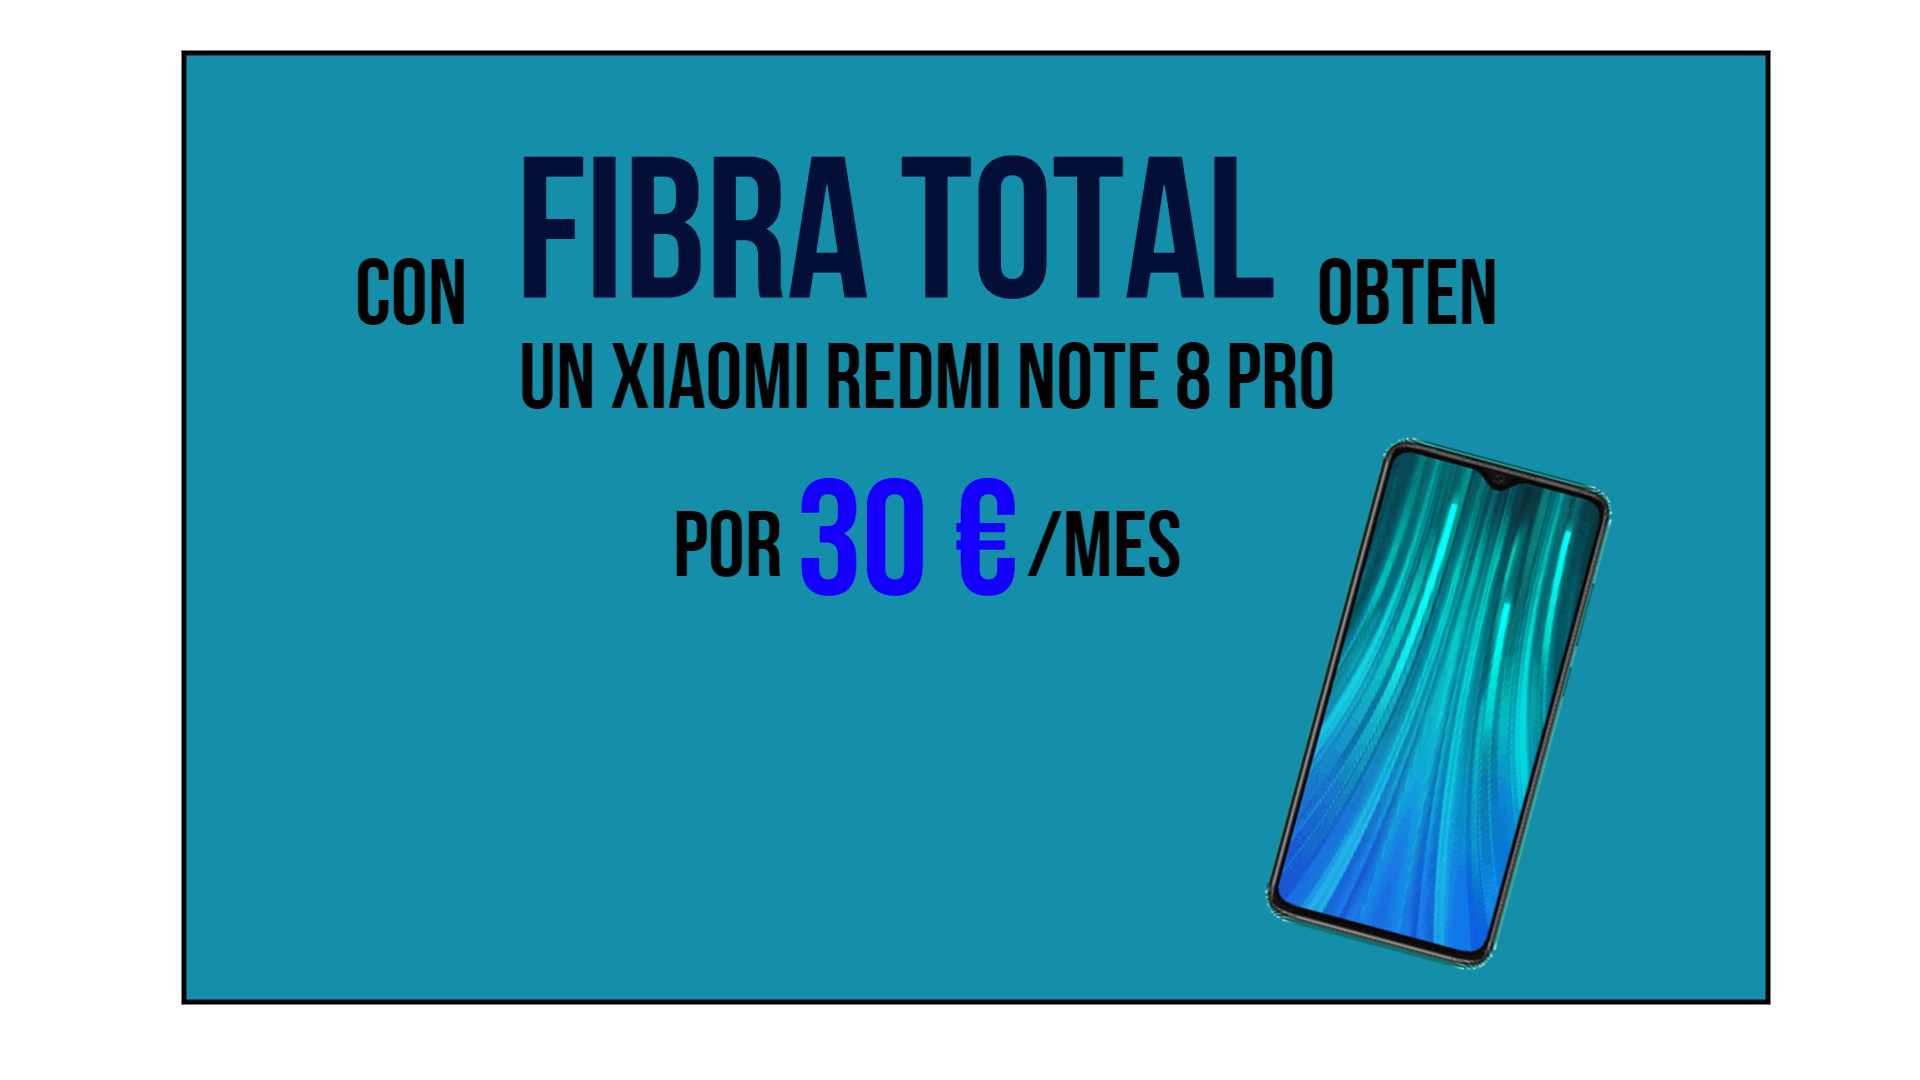 CON FIBRA TOTAL OBTEN
UN XIAOMI REDMI NOTE 8 PRO
POR 30 € /MES